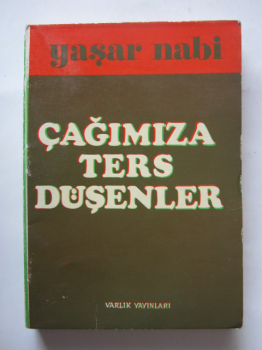 yaşar nabi
ÇAĞIMIZA
TERS
DÜŞENLER
VARLIK YAYINLARI